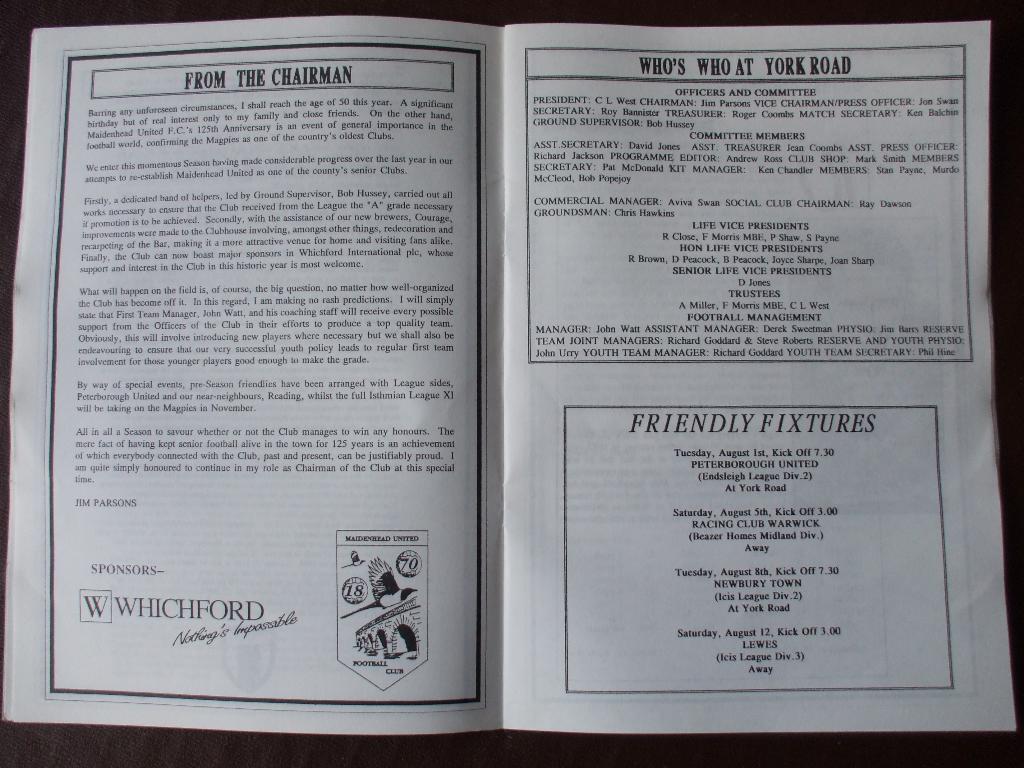 FROM THE CHAIRMAN
Barring any unforeseen circumstances, I shall reach the age of 50 this year. A significant
birthday but of real interest only to my family and close friends. On the other hand,
Maidenhead United F.C.'s 125th Anniversary is an event of general importance in the
football world, confirming the Magpies as one of the country's oldest Clubs.
We enter this momentous Season having made considerable progress over the last year in our
attempts to re-establish Maidenhead United as one of the county's senior Clubs.
Firstly, a dedicated band of helpers, led by Ground Supervisor, Bob Hussey, carried out all
works necessary to ensure that the Club received from the League the "A" grade necessary
if promotion is to be achieved. Secondly, with the assistance of our new brewers, Courage,
improvements were made to the Clubhouse involving, amongst other things, redecoration and
recarpeting of the Bar, making it a more attractive venue for home and visiting fans alike.
Finally, the Club can now boast major sponsors in Whichford International plc, whose
support and interest in the Club in this historic year is most welcome.
What will happen on the field is, of course, the big question, no matter how well-organized
the Club has become off it. In this regard, I am making no rash predictions. I will simply
state that First Team Manager, John Watt, and his coaching staff will receive every possible
support from the Officers of the Club in their efforts to produce a top quality team.
Obviously, this will involve introducing new players where necessary but we shall also be
endeavouring to ensure that our very successful youth policy leads to regular first team
involvement for those younger players good enough to make the grade.
By way of special events, pre-Season friendlies have been arranged with League sides,
Peterborough United and our near-neighbours, Reading, whilst the full Isthmian League XI
will be taking on the Magpies in November.
All in all a Season to savour whether or not the Club manages to win any honours. The
mere fact of having kept senior football alive in the town for 125 years is an achievement
of which everybody connected with the Club, past and present, can be justifiably proud. I
am quite simply honoured to continue in my role as Chairman of the Club at this special
time.
JIM PARSONS
SPONSORS–
W WHICHFORD
Nothing's Impossible
MAIDENHEAD UNITED
70
18
FOOTBALL
CLUB
WHO'S WHO AT YORK ROAD
OFFICERS AND COMMITTEE
PRESIDENT: C L West CHAIRMAN: Jim Parsons VICE CHAIRMAN/PRESS OFFICER: Jon Swan
SECRETARY: Roy Bannister TREASURER: Roger Coombs MATCH SECRETARY: Ken Balchin
GROUND SUPERVISOR: Bob Hussey
COMMITTEE MEMBERS
ASST.SECRETARY: David Jones ASST. TREASURER Jean Coombs ASST. PRESS OFFICER:
Richard Jackson PROGRAMME EDITOR: Andrew Ross CLUB SHOP: Mark Smith MEMBERS
SECRETARY: Pat McDonald KIT MANAGER: Ken Chandler MEMBERS: Stan Payne, Murdo
McCleod, Bob Popejoy
COMMERCIAL MANAGER: Aviva Swan SOCIAL CLUB CHAIRMAN: Ray Dawson
GROUNDSMAN: Chris Hawkins
LIFE VICE PRESIDENTS
R Close, F Morris MBE, P Shaw, S Payne
HON LIFE VICE PRESIDENTS
R Brown, D Peacock, B Peacock, Joyce Sharpe, Joan Sharp
SENIOR LIFE VICE PRESIDENTS
D Jones
TRUSTEES
A Miller, F Morris MBE, C L West
FOOTBALL MANAGEMENT
MANAGER: John Watt ASSISTANT MANAGER: Derek Sweetman PHYSIO: Jim Barrs RESERVE
TEAM JOINT MANAGERS: Richard Goddard & Steve Roberts RESERVE AND YOUTH PHYSIO:
John Urry YOUTH TEAM MANAGER: Richard Goddard YOUTH TEAM SECRETARY: Phil Hine
FRIENDLY FIXTURES
Tuesday, August 1st, Kick Off 7.30
PETERBOROUGH UNITED
(Endsleigh League Div.2)
At York Road
Saturday, August 5th, Kick Off 3.00
RACING CLUB WARWICK
(Beazer Homes Midland Div.)
Away
Tuesday, August 8th, Kick Off 7.30
NEWBURY TOWN
(Icis League Div.2)
At York Road
Saturday, August 12, Kick Off 3.00
LEWES
(Icis League Div.3)
Away